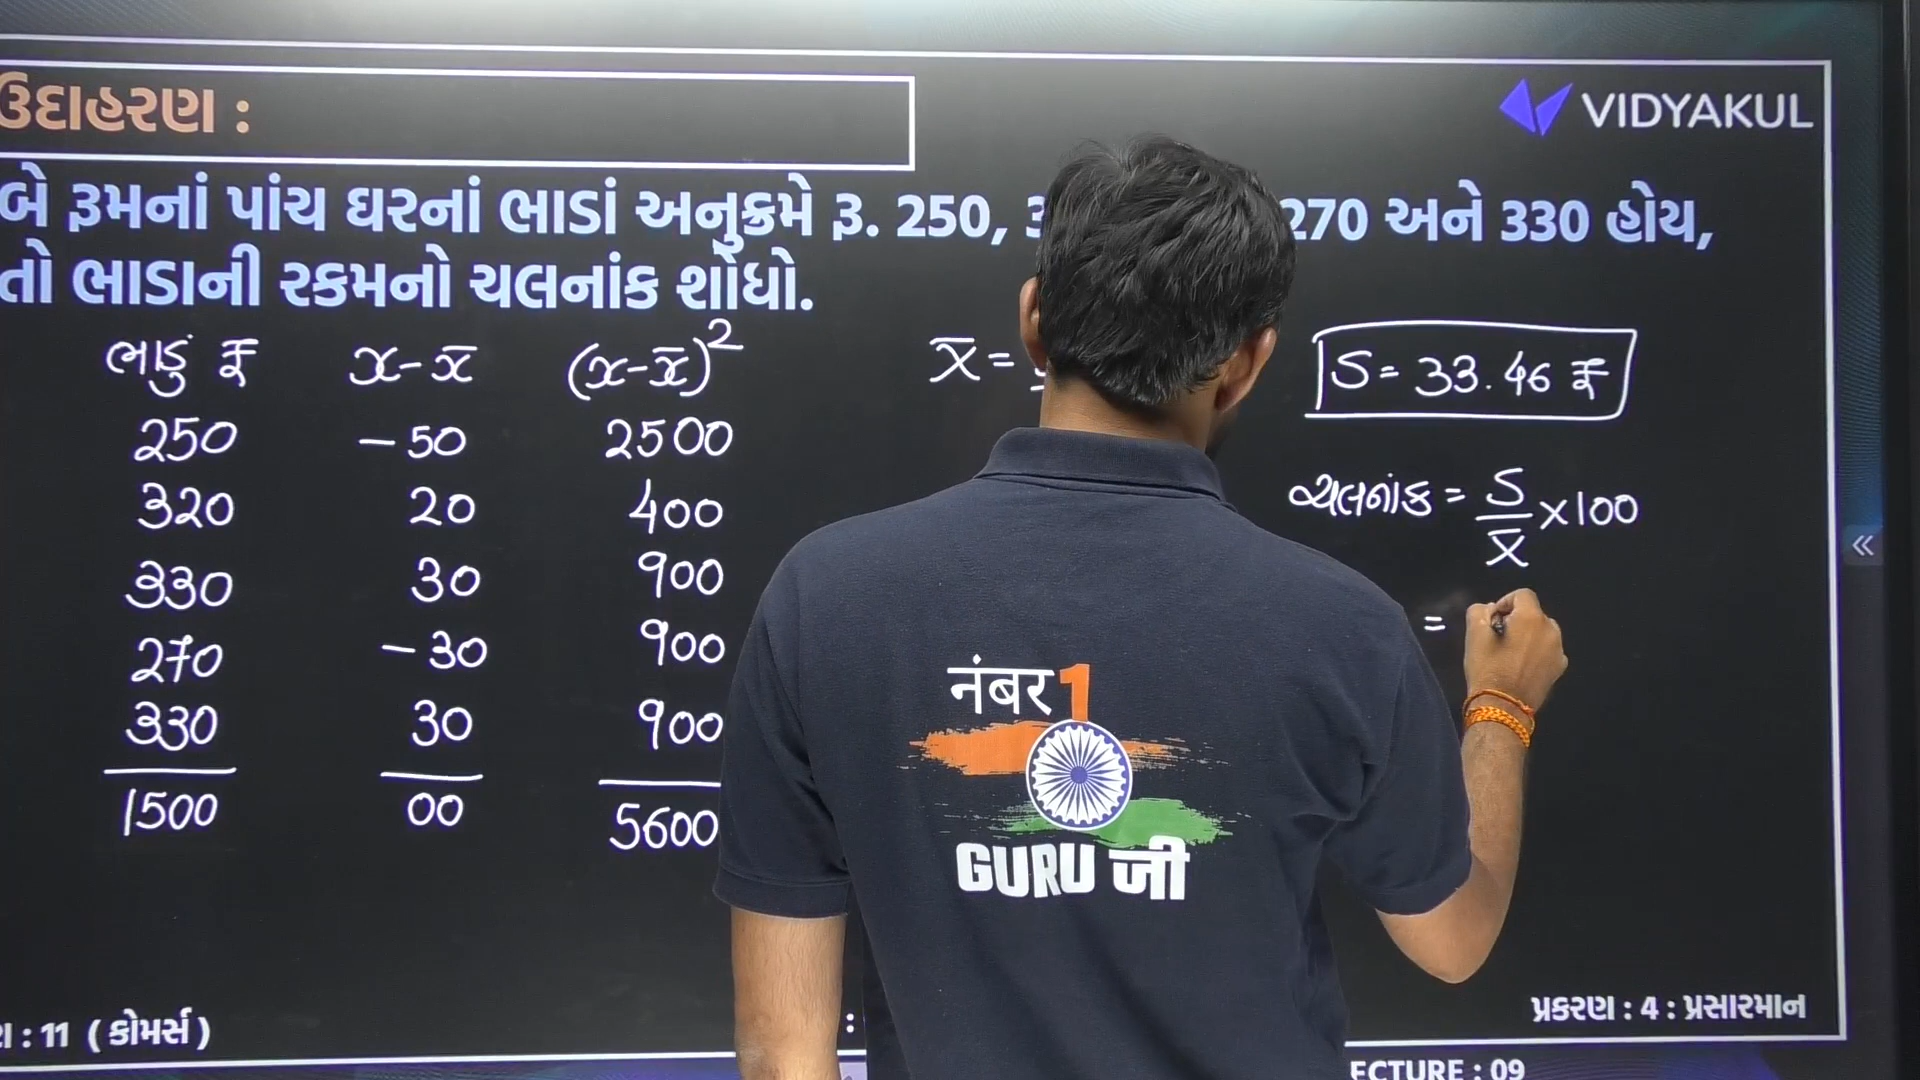 ઉદાહરણ :
VIDYAKUL
બે રૂમનાં પાંચ ઘરનાં ભાડાં અનુક્રમે રૂ. 250, 270 અને 330 હોય,
તો ભાડાની રકમનો ચલનાંક શોધો.
ભાડું ₹ x-x̄ (x-x̄)²
250 -50 2500
320 20 400
330 30 900
270 -30 900
330 30 900
1500 00 5600
x̄ =
S = 33.46 ₹
ચલનાંક = S/x̄ ×100
=
नंबर 1
GURU जी
: 11 ( કોમર્સ )
:
પ્રકરણ : 4 : પ્રસારમાન
ECTURE : 09